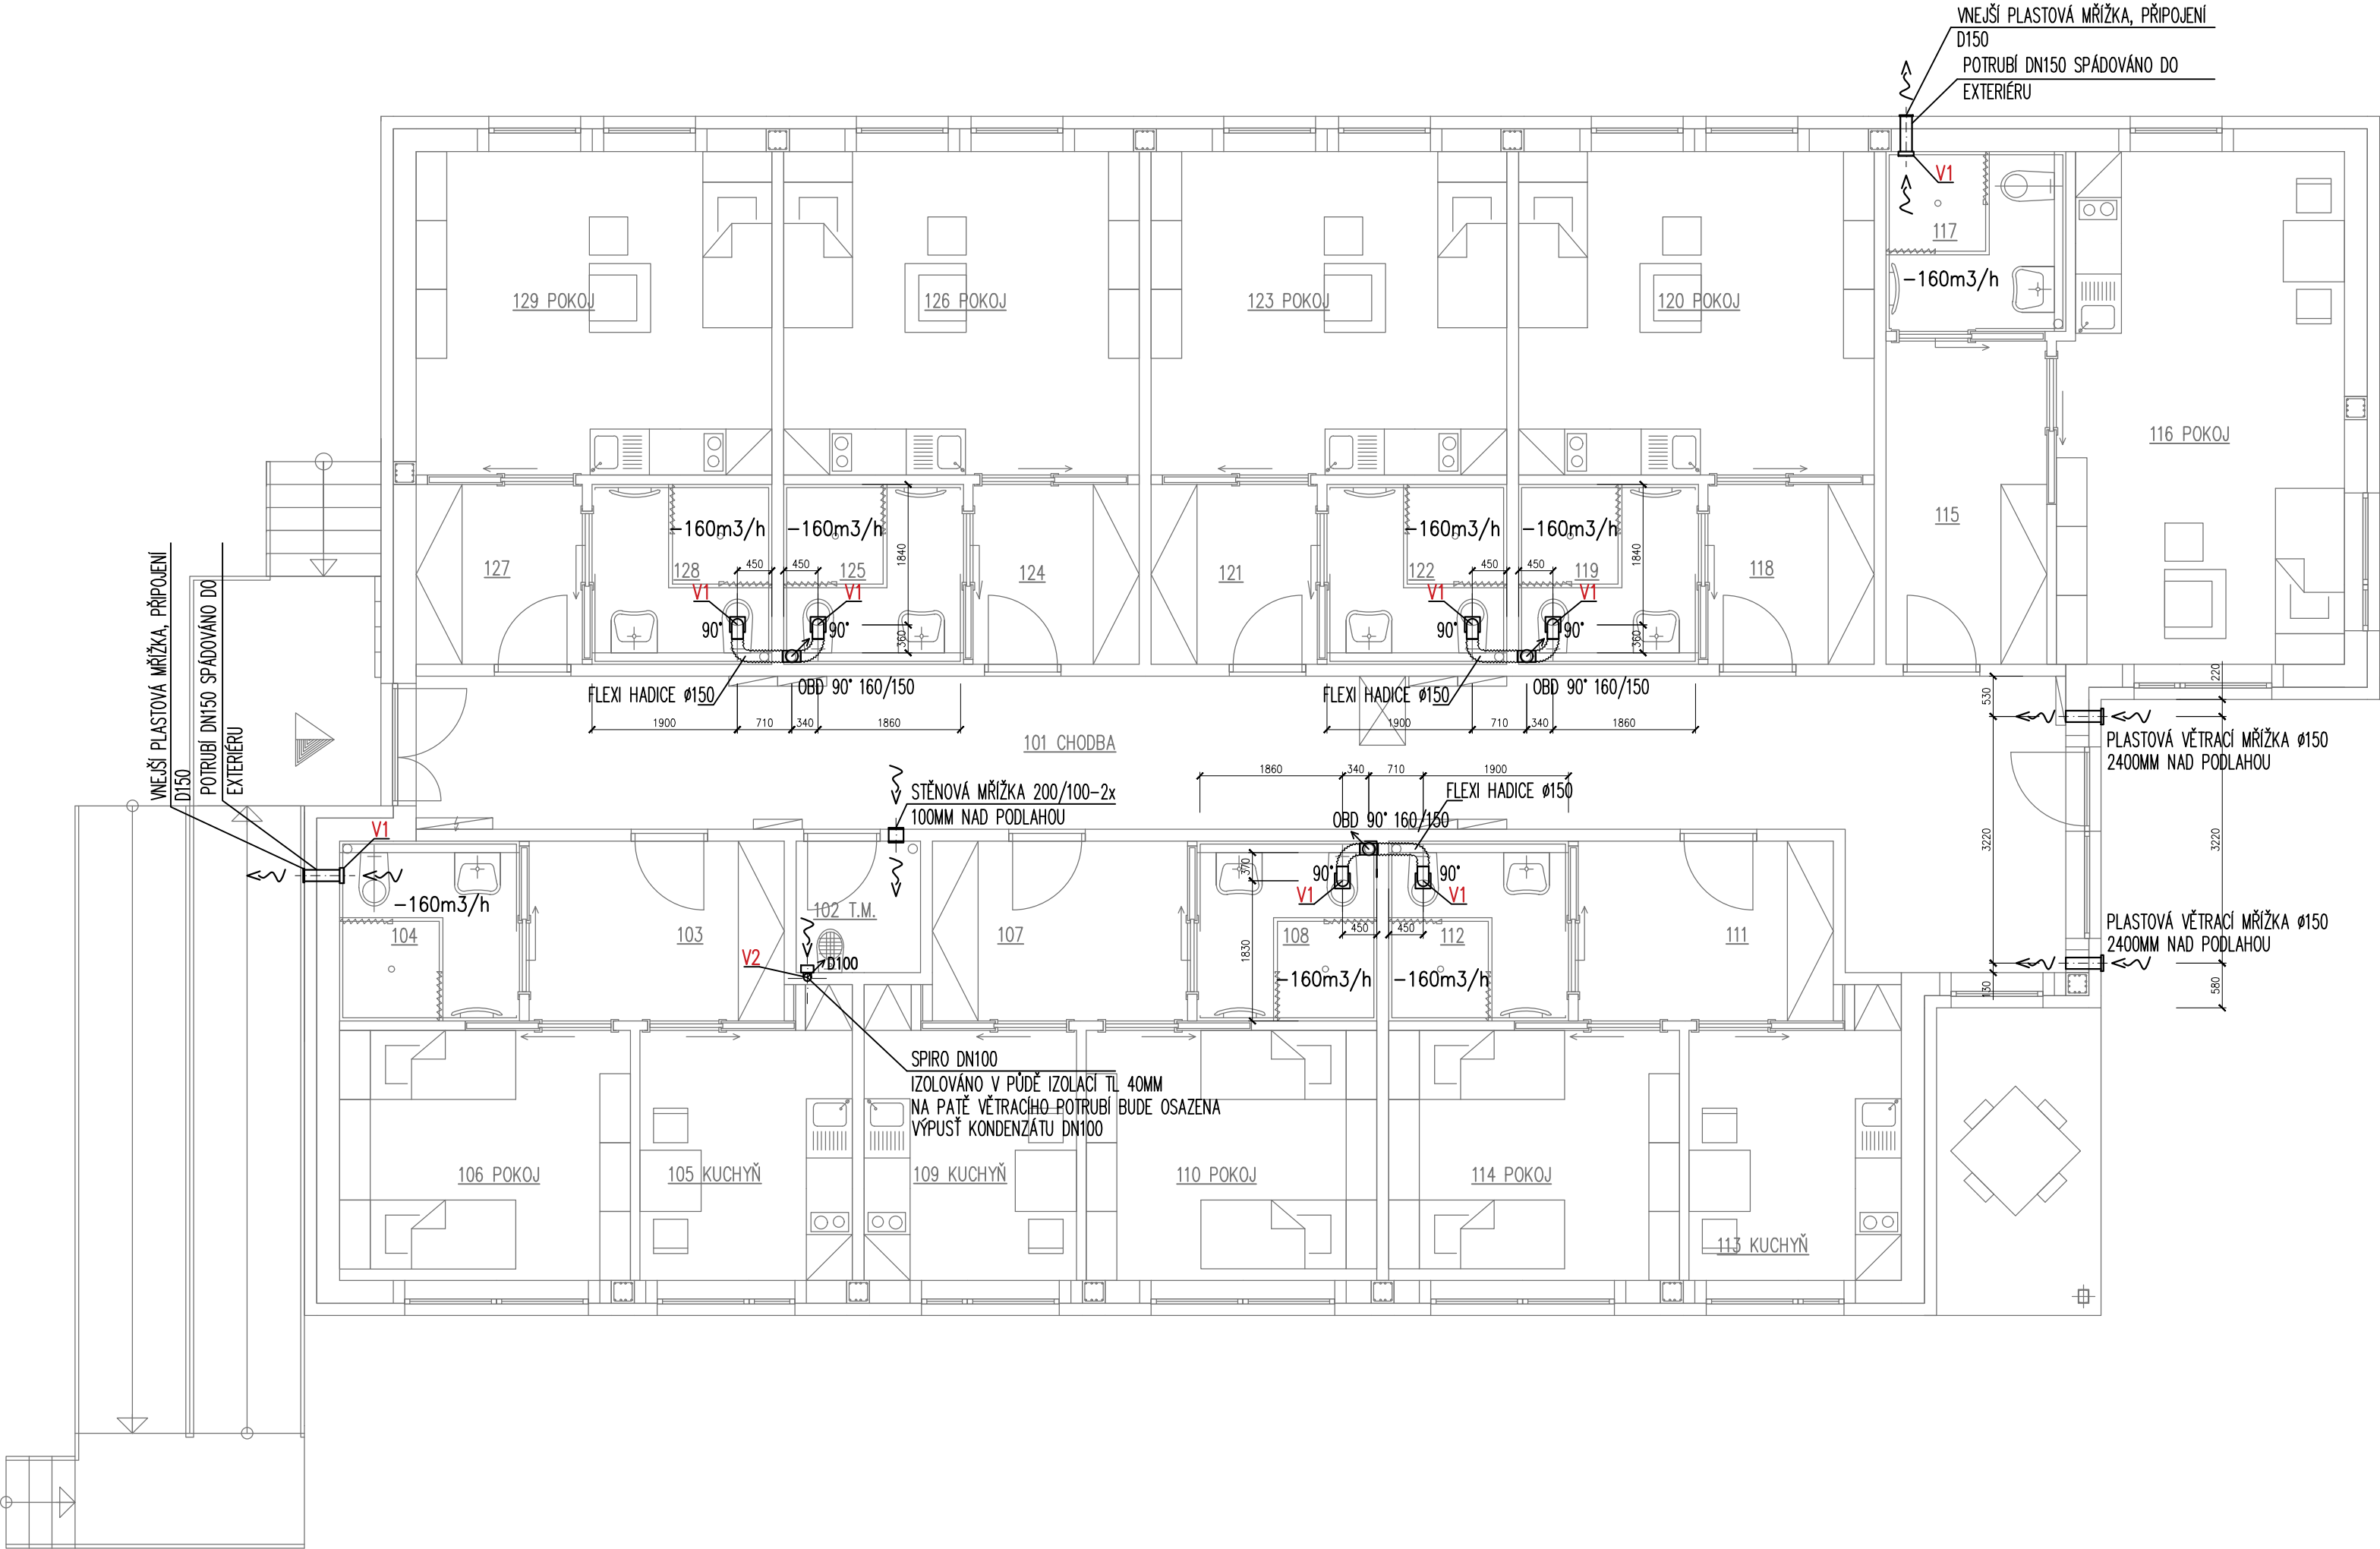 VNEJŠÍ PLASTOVÁ MŘÍŽKA, PŘIPOJENÍ
D150
POTRUBÍ DN150 SPÁDOVÁNO DO
EXTERIÉRU
V1
117
-160m3/h
129 POKOJ
126 POKOJ
123 POKOJ
120 POKOJ
116 POKOJ
115
-160m3/h
-160m3/h
-160m3/h
-160m3/h
1840
1840
127
128
450
450
125
124
121
122
450
450
119
118
V1
V1
V1
V1
90°
90°
90°
90°
360
360
FLEXI HADICE ø150
OBD 90° 160/150
FLEXI HADICE ø150
OBD 90° 160/150
1900
710
340
1860
1900
710
340
1860
VNEJŠÍ PLASTOVÁ MŘÍŽKA, PŘIPOJENÍ
D150
POTRUBÍ DN150 SPÁDOVÁNO DO
EXTERIÉRU
101 CHODBA
220
530
PLASTOVÁ VĚTRACÍ MŘÍŽKA ø150
2400MM NAD PODLAHOU
3220
3220
1860
340
710
1900
STĚNOVÁ MŘÍŽKA 200/100-2x
100MM NAD PODLAHOU
FLEXI HADICE ø150
OBD 90° 160/150
V1
370
90°
90°
V1
V1
-160m3/h
102 T.M.
104
103
107
108
450
450
112
111
V2
D100
1830
-160m3/h
-160m3/h
PLASTOVÁ VĚTRACÍ MŘÍŽKA ø150
2400MM NAD PODLAHOU
130
580
SPIRO DN100
IZOLOVÁNO V PŮDĚ IZOLACÍ TL 40MM
NA PATĚ VĚTRACÍHO POTRUBÍ BUDE OSAZENA
VÝPUSŤ KONDENZÁTU DN100
106 POKOJ
105 KUCHYŇ
109 KUCHYŇ
110 POKOJ
114 POKOJ
113 KUCHYŇ